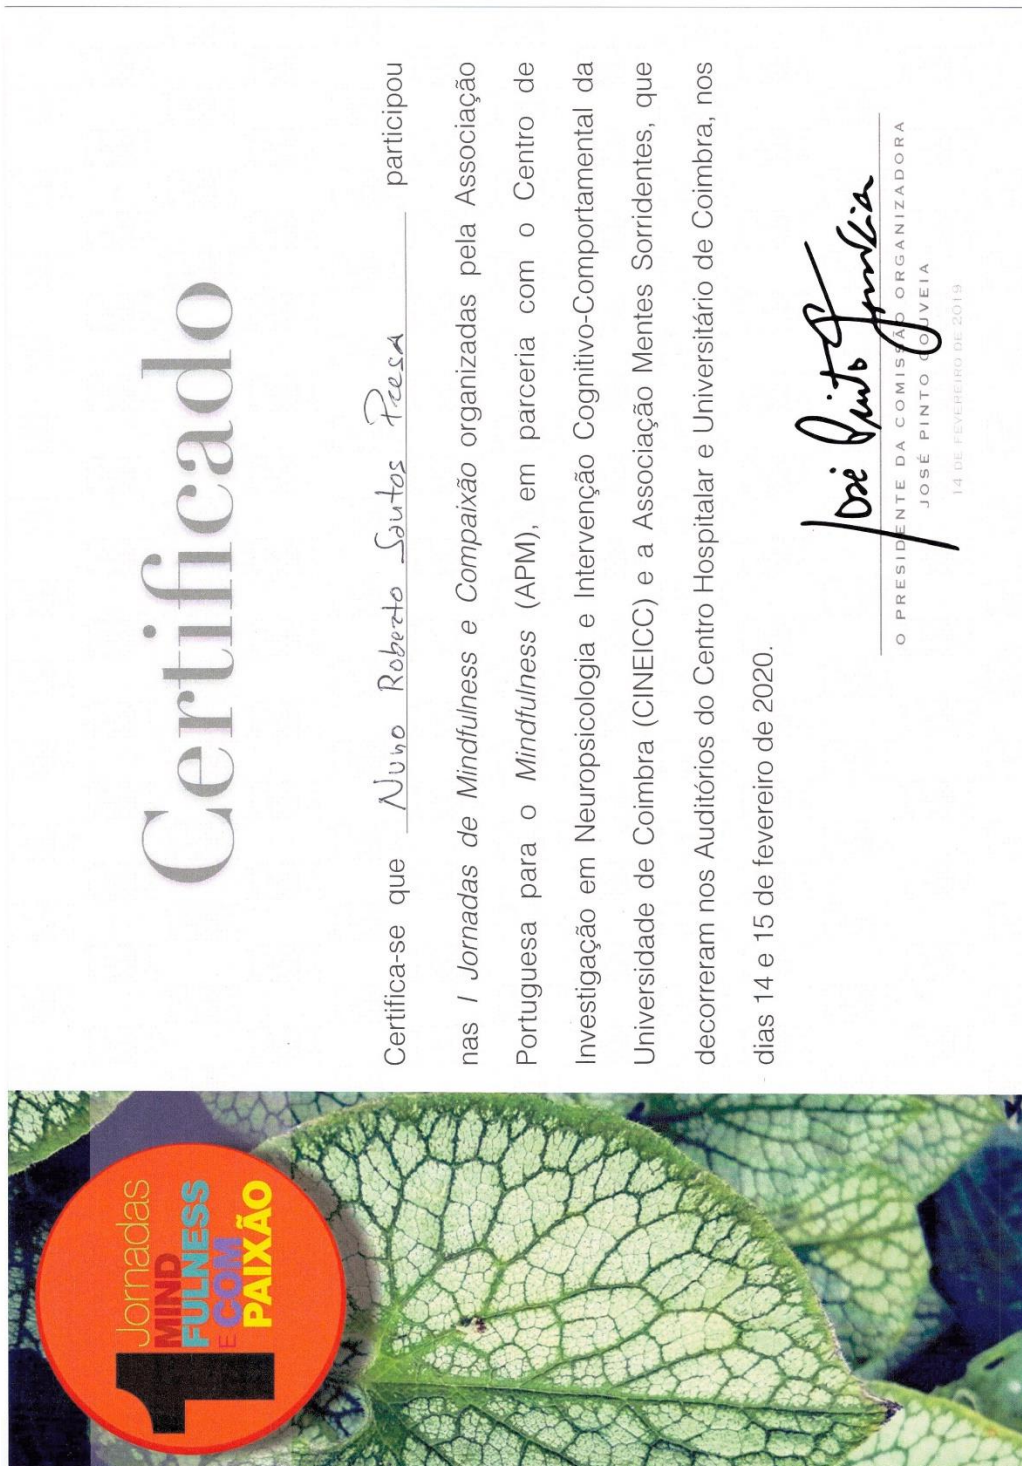 1 Jornadas
MIND
FULNESS
E COM
PAIXÃO
Certificado
Certifica-se que Nuno Roberto Santos Presa participou
nas I Jornadas de Mindfulness e Compaixão organizadas pela Associação
Portuguesa para o Mindfulness (APM), em parceria com o Centro de
Investigação em Neuropsicologia e Intervenção Cognitivo-Comportamental da
Universidade de Coimbra (CINEICC) e a Associação Mentes Sorridentes, que
decorreram nos Auditórios do Centro Hospitalar e Universitário de Coimbra, nos
dias 14 e 15 de fevereiro de 2020.
José Pinto Gouveia
O PRESIDENTE DA COMISSÃO ORGANIZADORA
JOSÉ PINTO GOUVEIA
14 DE FEVEREIRO DE 2019